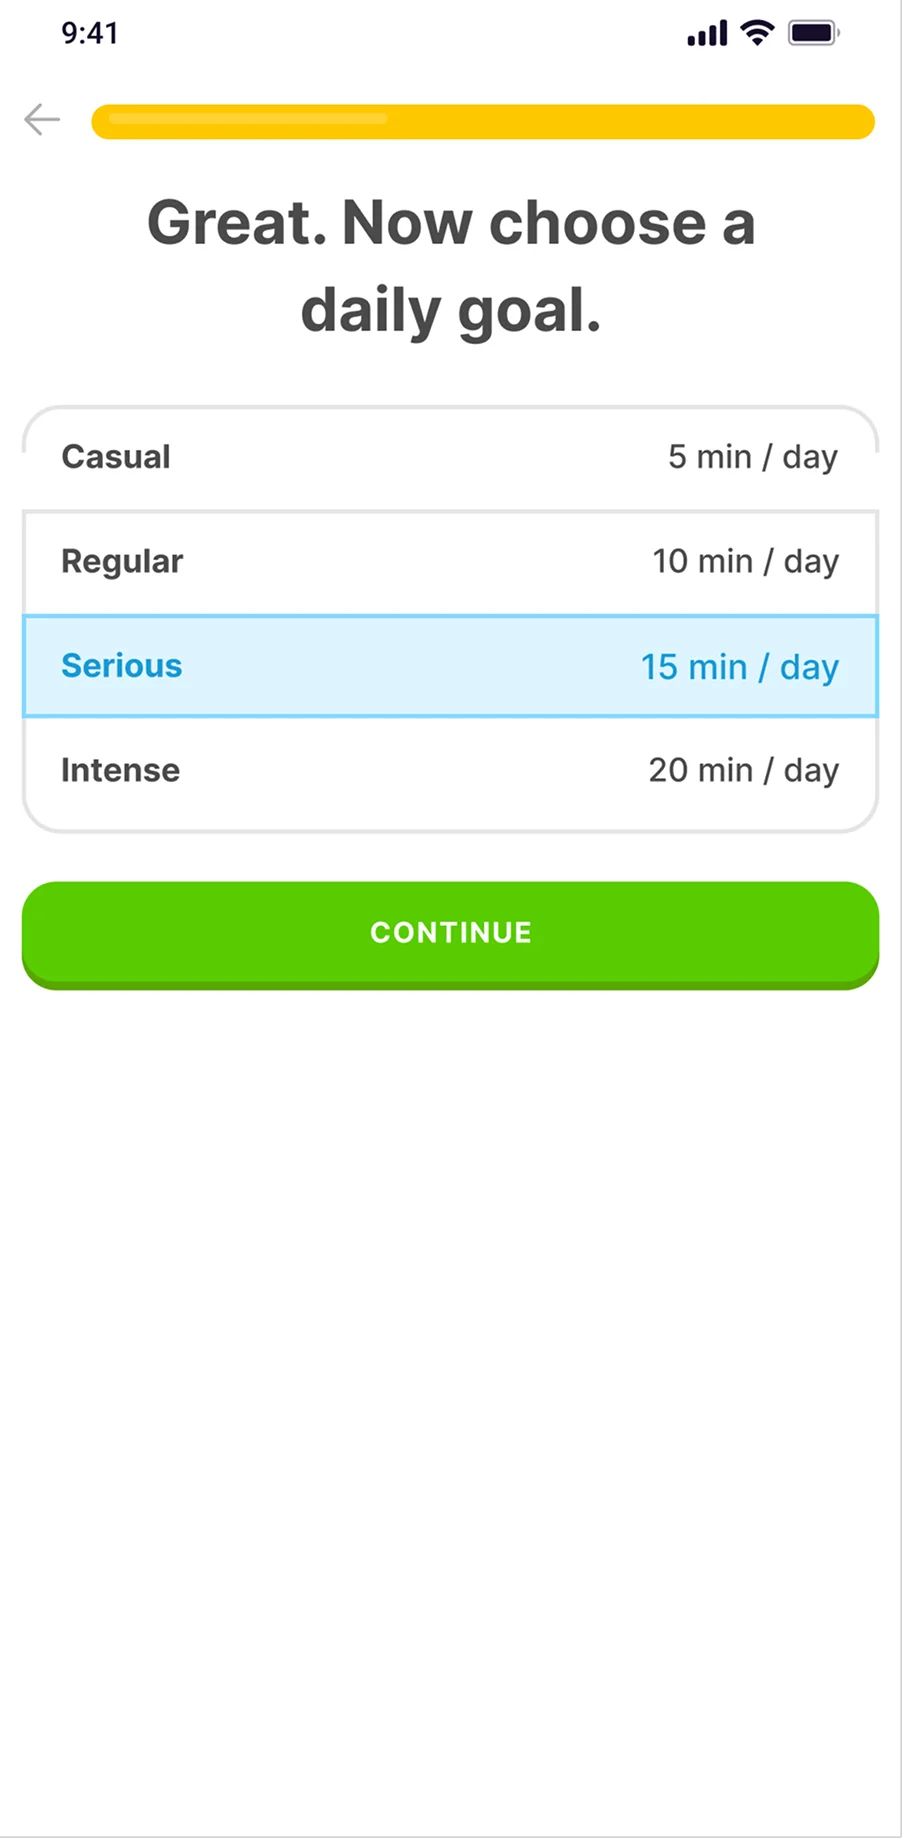 9:41
Great. Now choose a
daily goal.
Casual 5 min / day
Regular 10 min / day
Serious 15 min / day
Intense 20 min / day
CONTINUE